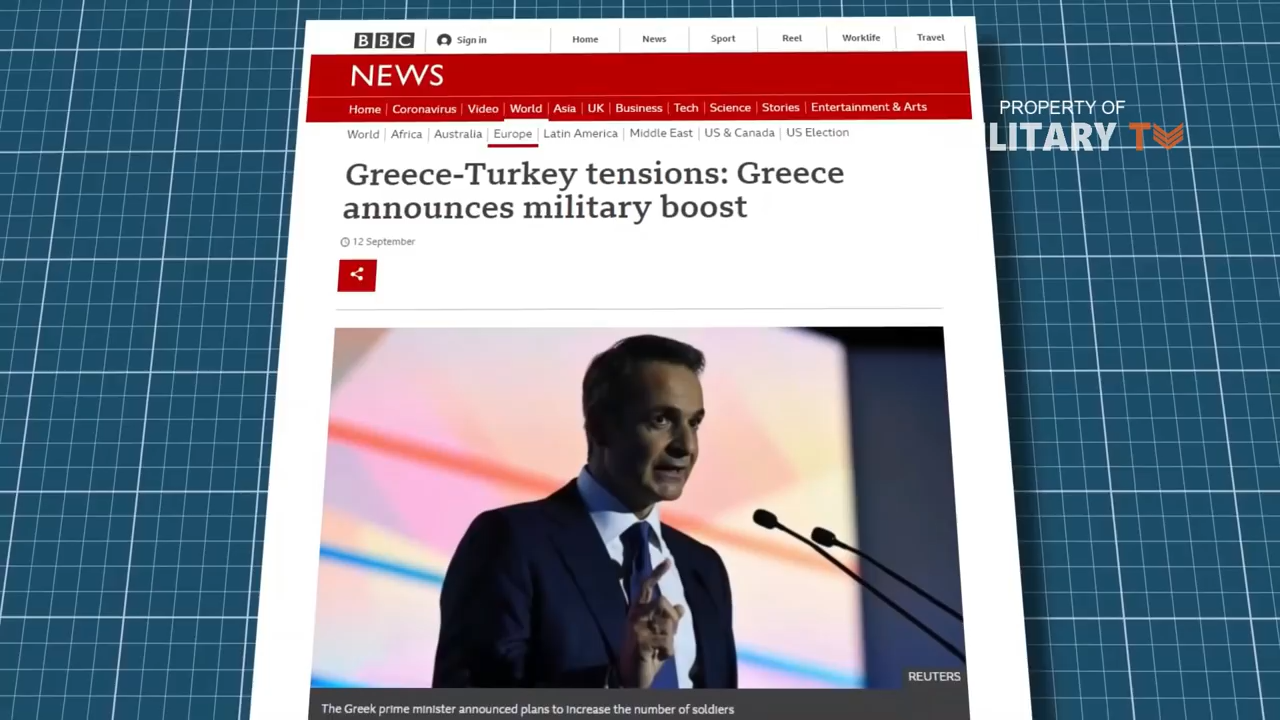 BBC
Sign in
Home
News
Sport
Reel
Worklife
Travel
NEWS
Home
Coronavirus
Video
World
Asia
UK
Business
Tech
Science
Stories
Entertainment & Arts
PROPERTY OF
LITARY TV
World
Africa
Australia
Europe
Latin America
Middle East
US & Canada
US Election
Greece-Turkey tensions: Greece
announces military boost
12 September
REUTERS
The Greek prime minister announced plans to increase the number of soldiers